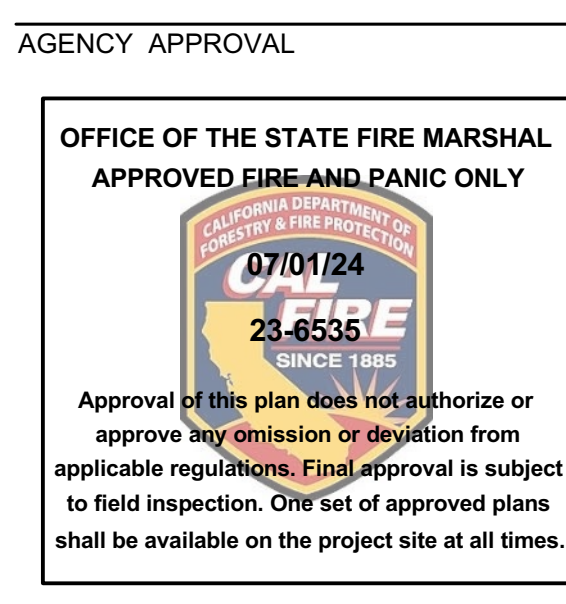 AGENCY APPROVAL
OFFICE OF THE STATE FIRE MARSHAL
APPROVED FIRE AND PANIC ONLY
CALIFORNIA DEPARTMENT OF
FORESTRY & FIRE PROTECTION
07/01/24
CAL
FIRE
23-6535
SINCE 1885
Approval of this plan does not authorize or
approve any omission or deviation from
applicable regulations. Final approval is subject
to field inspection. One set of approved plans
shall be available on the project site at all times.